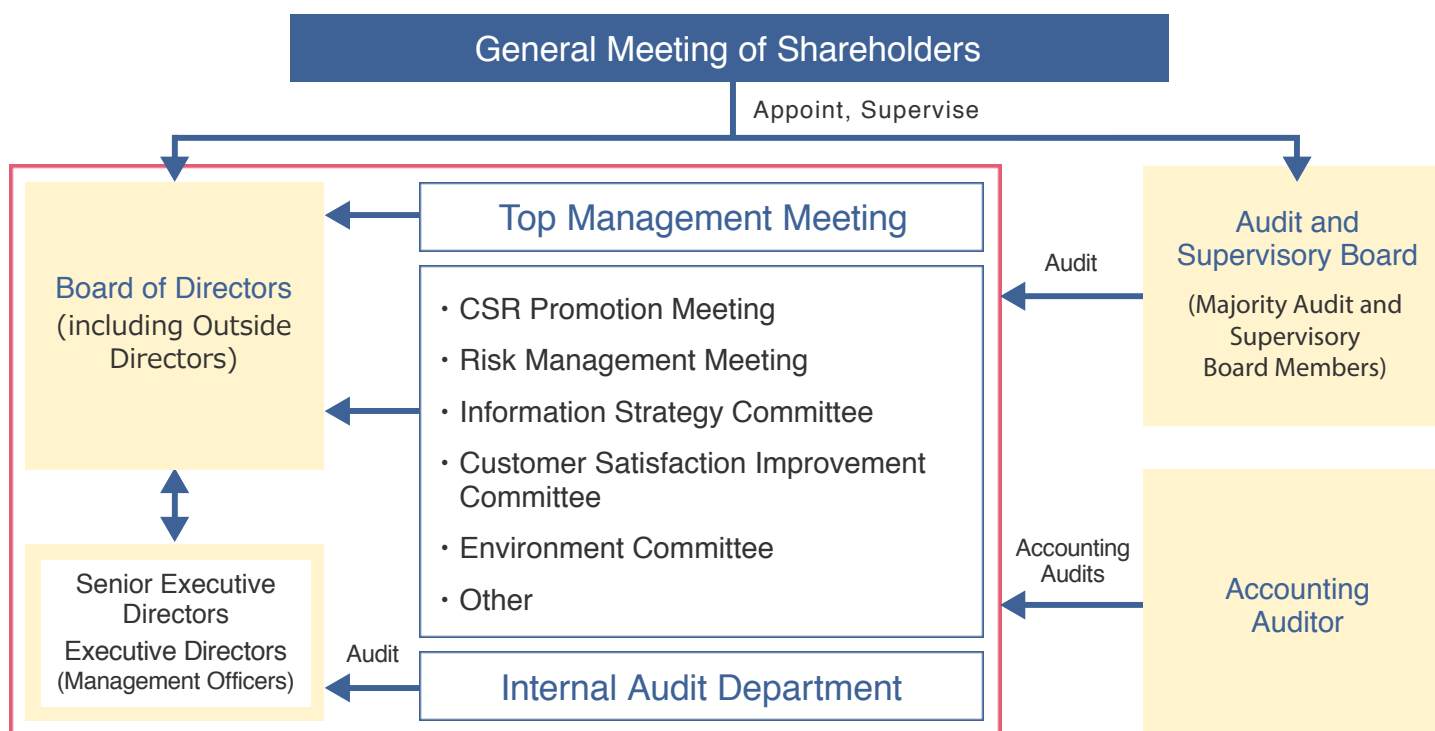 General Meeting of Shareholders
Appoint, Supervise
Board of Directors
(including Outside
Directors)
Top Management Meeting
・CSR Promotion Meeting
・Risk Management Meeting
・Information Strategy Committee
・Customer Satisfaction Improvement
Committee
・Environment Committee
・Other
Senior Executive
Directors
Executive Directors
(Management Officers)
Audit
Internal Audit Department
Audit
Audit and
Supervisory Board
(Majority Audit and
Supervisory
Board Members)
Accounting
Audits
Accounting
Auditor